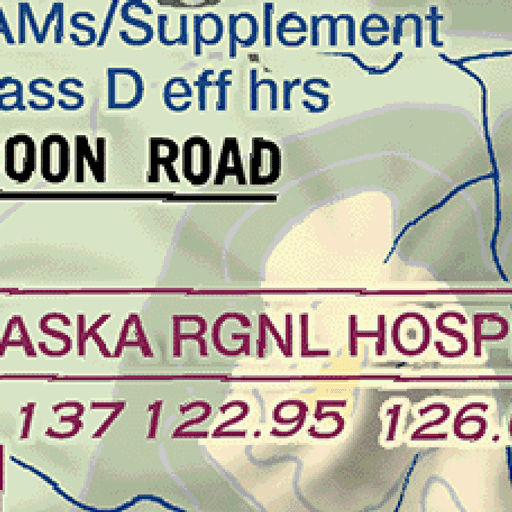 AMs/Supplement
ass D eff hrs
OON ROAD
ASKA RGNL HOSP
137 122.95 126.